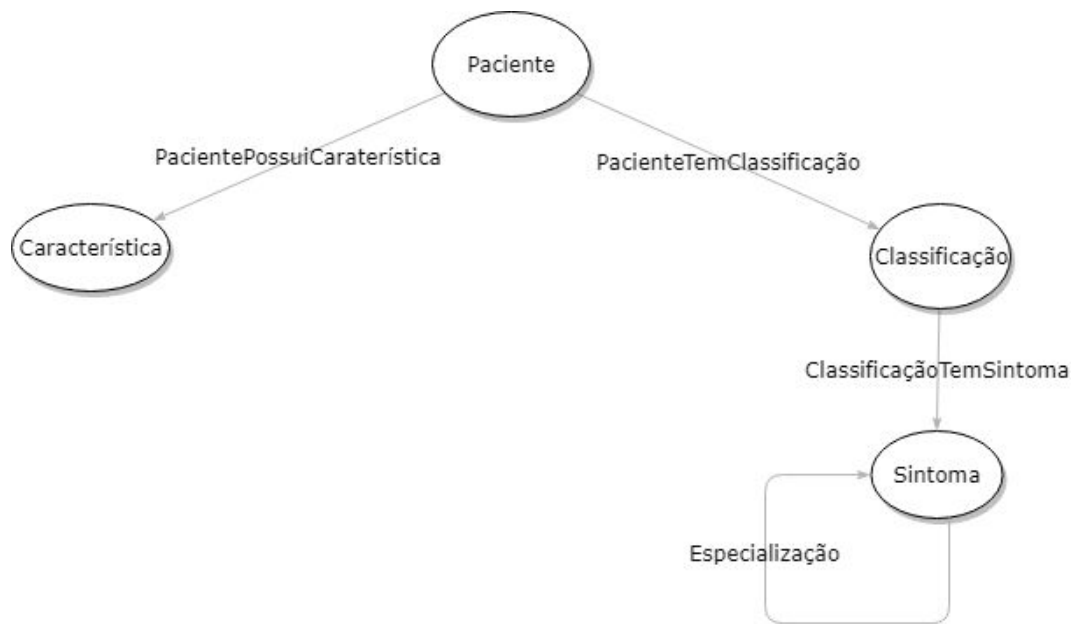 Paciente
PacientePossuiCaraterística
PacienteTemClassificação
Característica
Classificação
ClassificaçãoTemSintoma
Sintoma
Especialização